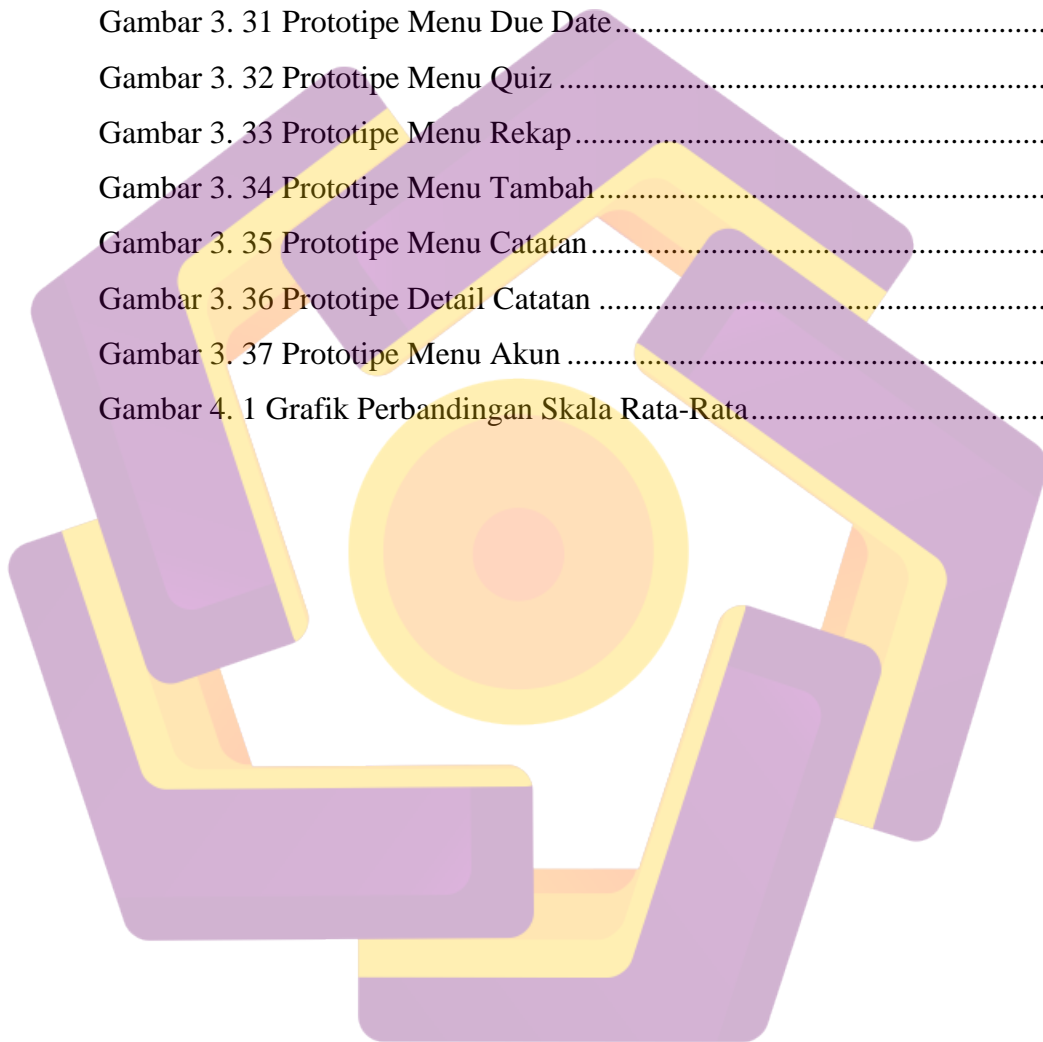 Gambar 3. 31 Prototipe Menu Due Date............................................................
Gambar 3. 32 Prototipe Menu Quiz ....................................................................
Gambar 3. 33 Prototipe Menu Rekap..................................................................
Gambar 3. 34 Prototipe Menu Tambah...............................................................
Gambar 3. 35 Prototipe Menu Catatan................................................................
Gambar 3. 36 Prototipe Detail Catatan ...............................................................
Gambar 3. 37 Prototipe Menu Akun ...................................................................
Gambar 4. 1 Grafik Perbandingan Skala Rata-Rata..........................................